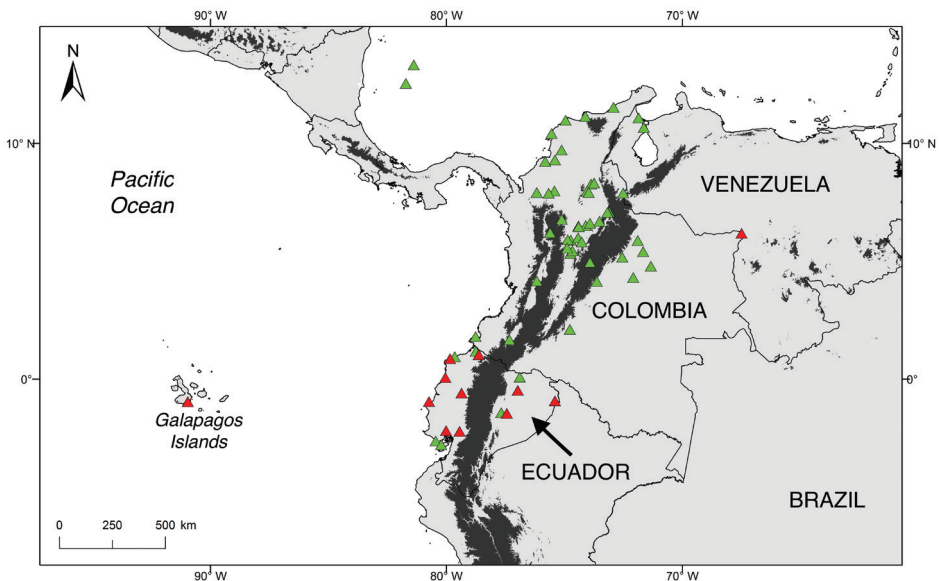 90° W 80° W 70° W
N
10° N 10° N
Pacific
Ocean
VENEZUELA
COLOMBIA
0° 0°
Galapagos
Islands
ECUADOR
BRAZIL
0 250 500 km
90° W 80° W 70° W